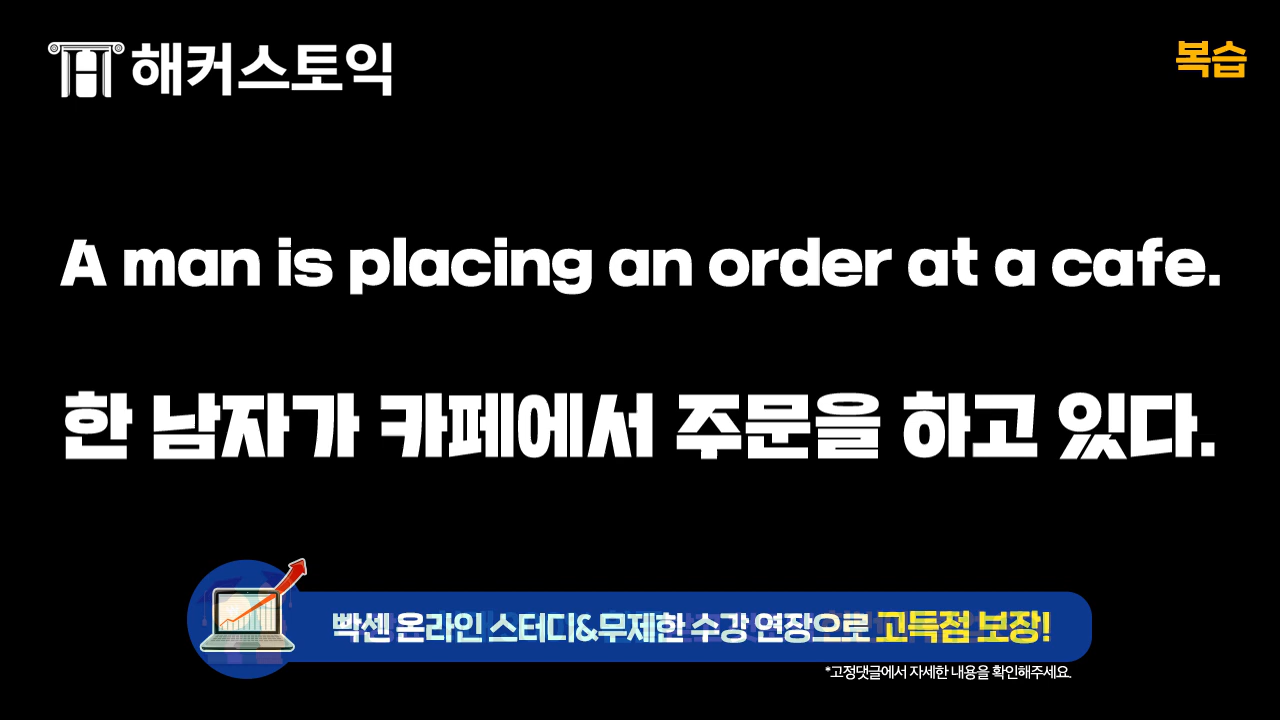 해커스토익
복습
A man is placing an order at a cafe.
한 남자가 카페에서 주문을 하고 있다.
빡센 온라인 스터디&무제한 수강 연장으로 고득점 보장!
*고정댓글에서 자세한 내용을 확인해주세요.